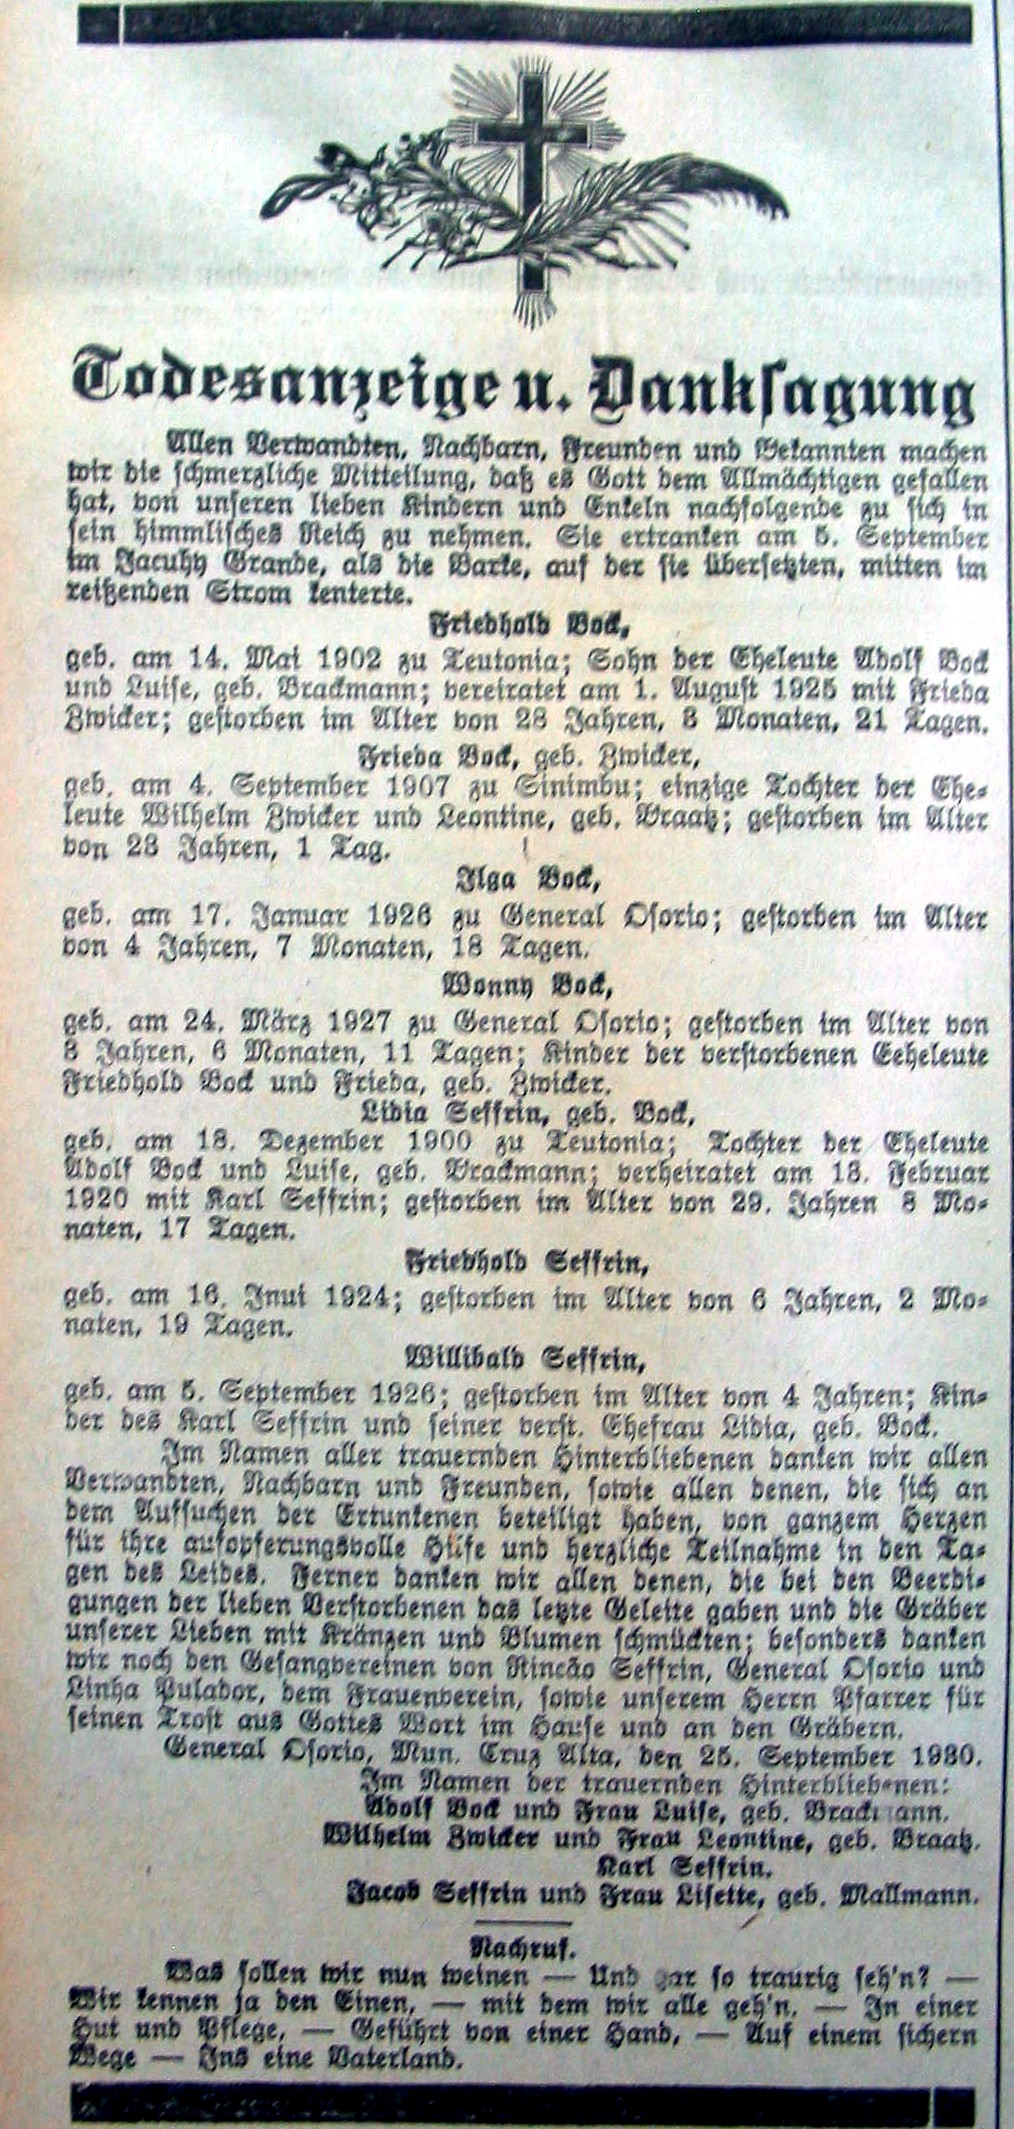 Todesanzeige u. Danksagung
Allen Verwandten, Nachbarn, Freunden und Bekannten machen
wir die schmerzliche Mitteilung, daß es Gott dem Allmächtigen gefallen
hat, von unseren lieben Kindern und Enkeln nachfolgende zu sich in
sein himmlisches Reich zu nehmen. Sie ertranken am 5. September
im Jacuhy Grande, als die Barke, auf der sie übersetzten, mitten im
reißenden Strom kenterte.
Friedhold Bock,
geb. am 14. Mai 1902 zu Teutonia; Sohn der Eheleute Adolf Bock
und Luise, geb. Brackmann; vereiratet am 1. August 1925 mit Frieda
Zwicker; gestorben im Alter von 28 Jahren, 3 Monaten, 21 Tagen.
Frieda Bock, geb. Zwicker,
geb. am 4. September 1907 zu Sinimbu; einzige Tochter der Ehe-
leute Wilhelm Zwicker und Leontine, geb. Braatz; gestorben im Alter
von 23 Jahren, 1 Tag.
Ilga Bock,
geb. am 17. Januar 1926 zu General Osorio; gestorben im Alter
von 4 Jahren, 7 Monaten, 18 Tagen.
Wonny Bock,
geb. am 24. März 1927 zu General Osorio; gestorben im Alter von
3 Jahren, 6 Monaten, 11 Tagen; Kinder der verstorbenen Eeheleute
Friedhold Bock und Frieda, geb. Zwicker.
Lidia Seffrin, geb. Bock,
geb. am 18. Dezember 1900 zu Teutonia; Tochter der Eheleute
Adolf Bock und Luise, geb. Brackmann; verheiratet am 13. Februar
1920 mit Karl Seffrin; gestorben im Alter von 29. Jahren 8 Mo-
naten, 17 Tagen.
Friedhold Seffrin,
geb. am 16. Jnui 1924; gestorben im Alter von 6 Jahren, 2 Mo-
naten, 19 Tagen.
Willibald Seffrin,
geb. am 5. September 1926; gestorben im Alter von 4 Jahren; Kin-
der des Karl Seffrin und seiner verst. Ehefrau Lidia, geb. Bock.
Im Namen aller trauernden Hinterbliebenen danken wir allen
Verwandten, Nachbarn und Freunden, sowie allen denen, die sich an
dem Aufsuchen der Ertunkenen beteiligt haben, von ganzem Herzen
für ihre aufopferungsvolle Hilfe und herzliche Teilnahme in den Ta-
gen des Leides. Ferner danken wir allen denen, die bei den Beerdi-
gungen der lieben Verstorbenen das letzte Geleite gaben und die Gräber
unserer Lieben mit Kränzen und Blumen schmückten; besonders danken
wir noch den Gesangvereinen von Rincão Seffrin, General Osorio und
Linha Pulador, dem Frauenverein, sowie unserem Herrn Pfarrer für
seinen Trost aus Gottes Wort im Hause und an den Gräbern.
General Osorio, Mun. Cruz Alta, den 25. September 1930.
Im Namen der trauernden Hinterbliebenen:
Adolf Bock und Frau Luise, geb. Brackmann.
Wilhelm Zwicker und Frau Leontine, geb. Braatz.
Karl Seffrin.
Jacob Seffrin und Frau Lisette, geb. Mallmann.
Nachruf.
Was sollen wir nun weinen — Und gar so traurig seh'n? —
Wir kennen ja den Einen, — mit dem wir alle geh'n. — In einer
Hut und Pflege, — Geführt von einer Hand, — Auf einem sichern
Wege — Ins eine Vaterland.